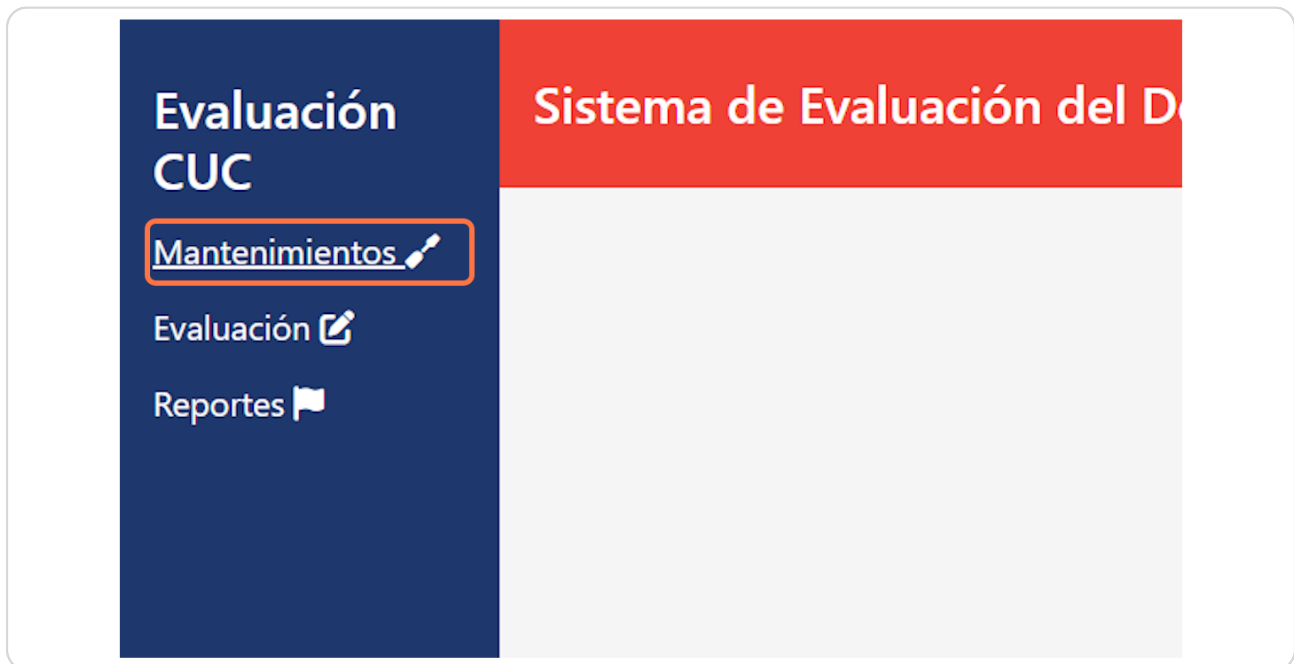 Evaluación
CUC
Mantenimientos
Evaluación
Reportes
Sistema de Evaluación del